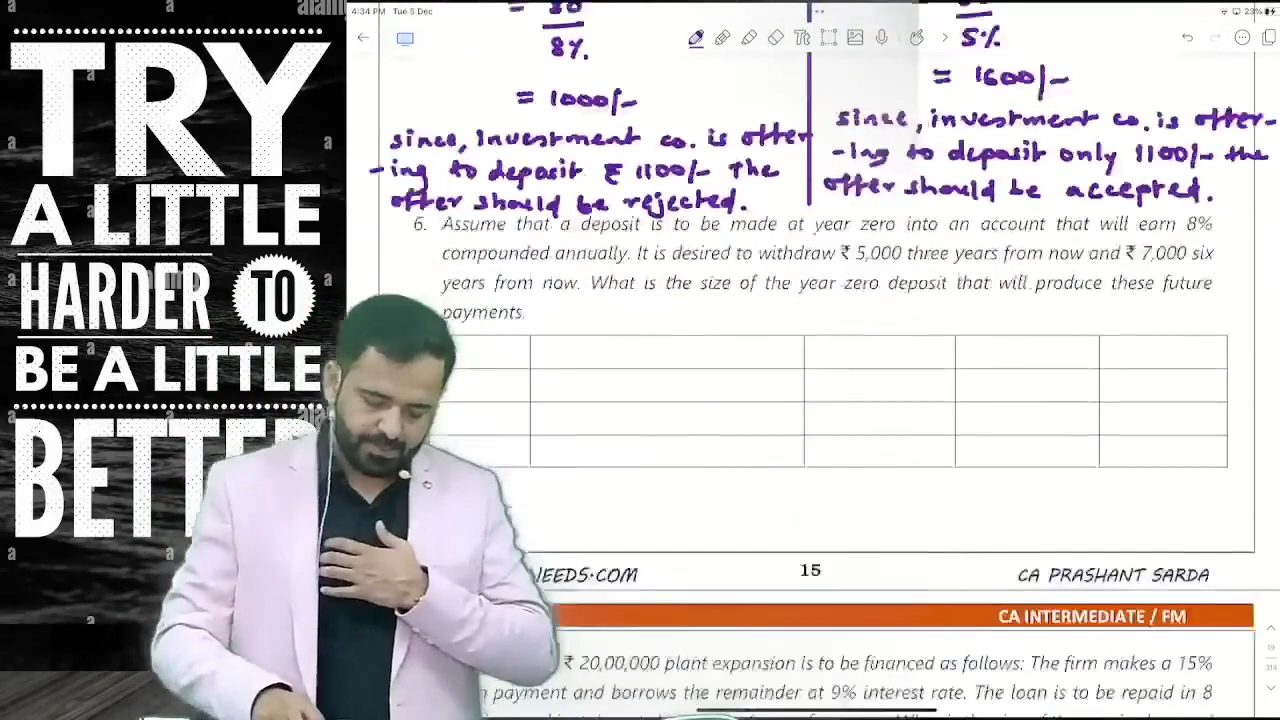 TRY
A LITTLE
HARDER TO
BE A LITTLE
BETTER
4:34 PM Tue 5 Dec
23%
8%
= 1000/-
since, investment co. is offer
-ing to deposit ₹ 1100/- the
offer should be rejected.
5%
= 1600/-
since, investment co. is offer-
-ing to deposit only 1100/- the
offer should be accepted.
6. Assume that a deposit is to be made at year zero into an account that will earn 8%
compounded annually. It is desired to withdraw ₹ 5,000 three years from now and ₹ 7,000 six
years from now. What is the size of the year zero deposit that will produce these future
payments.
NEEDS.COM
15
CA PRASHANT SARDA
CA INTERMEDIATE / FM
₹ 20,00,000 plant expansion is to be financed as follows: The firm makes a 15%
payment and borrows the remainder at 9% interest rate. The loan is to be repaid in 8